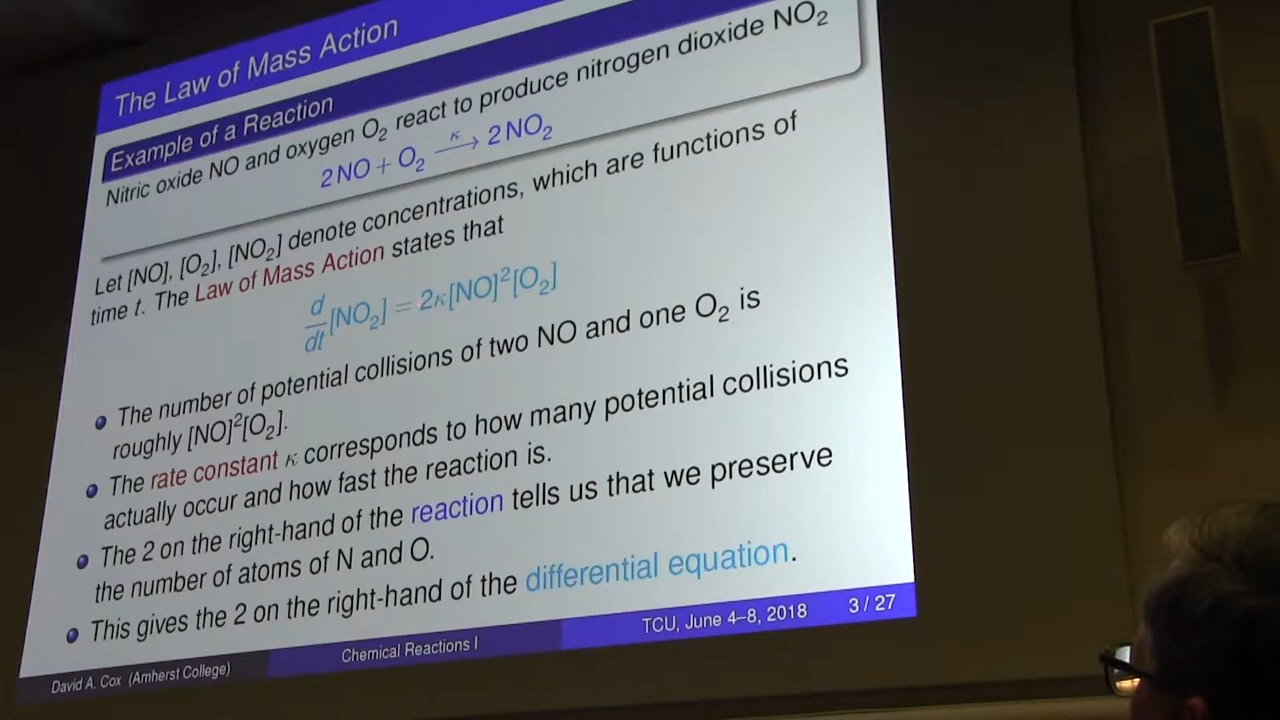 The Law of Mass Action
Example of a Reaction
Nitric oxide NO and oxygen O₂ react to produce nitrogen dioxide NO₂
2 NO + O₂ —κ→ 2 NO₂
Let [NO], [O₂], [NO₂] denote concentrations, which are functions of
time t. The Law of Mass Action states that
d/dt [NO₂] = 2κ[NO]²[O₂]
The number of potential collisions of two NO and one O₂ is
roughly [NO]²[O₂].
The rate constant κ corresponds to how many potential collisions
actually occur and how fast the reaction is.
The 2 on the right-hand of the reaction tells us that we preserve
the number of atoms of N and O.
This gives the 2 on the right-hand of the differential equation.
David A. Cox (Amherst College)
Chemical Reactions I
TCU, June 4–8, 2018
3 / 27